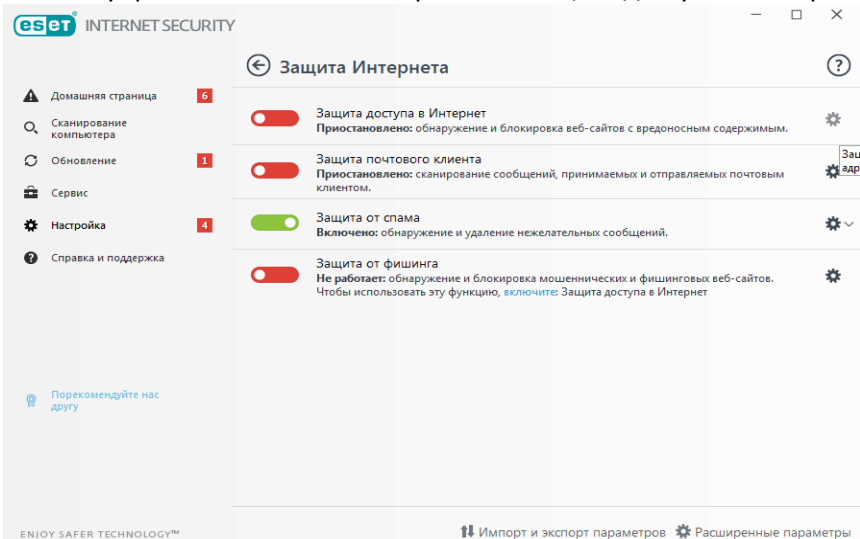 eset INTERNET SECURITY
Защита Интернета
?
Домашняя страница 6
Сканирование
компьютера
Обновление 1
Сервис
Настройка 4
Справка и поддержка
Порекомендуйте нас
другу
Защита доступа в Интернет
Приостановлено: обнаружение и блокировка веб-сайтов с вредоносным содержимым.
Защита почтового клиента
Приостановлено: сканирование сообщений, принимаемых и отправляемых почтовым
клиентом.
Защита от спама
Включено: обнаружение и удаление нежелательных сообщений.
Защита от фишинга
Не работает: обнаружение и блокировка мошеннических и фишинговых веб-сайтов.
Чтобы использовать эту функцию, включите: Защита доступа в Интернет
ENJOY SAFER TECHNOLOGY™
Импорт и экспорт параметров Расширенные параметры